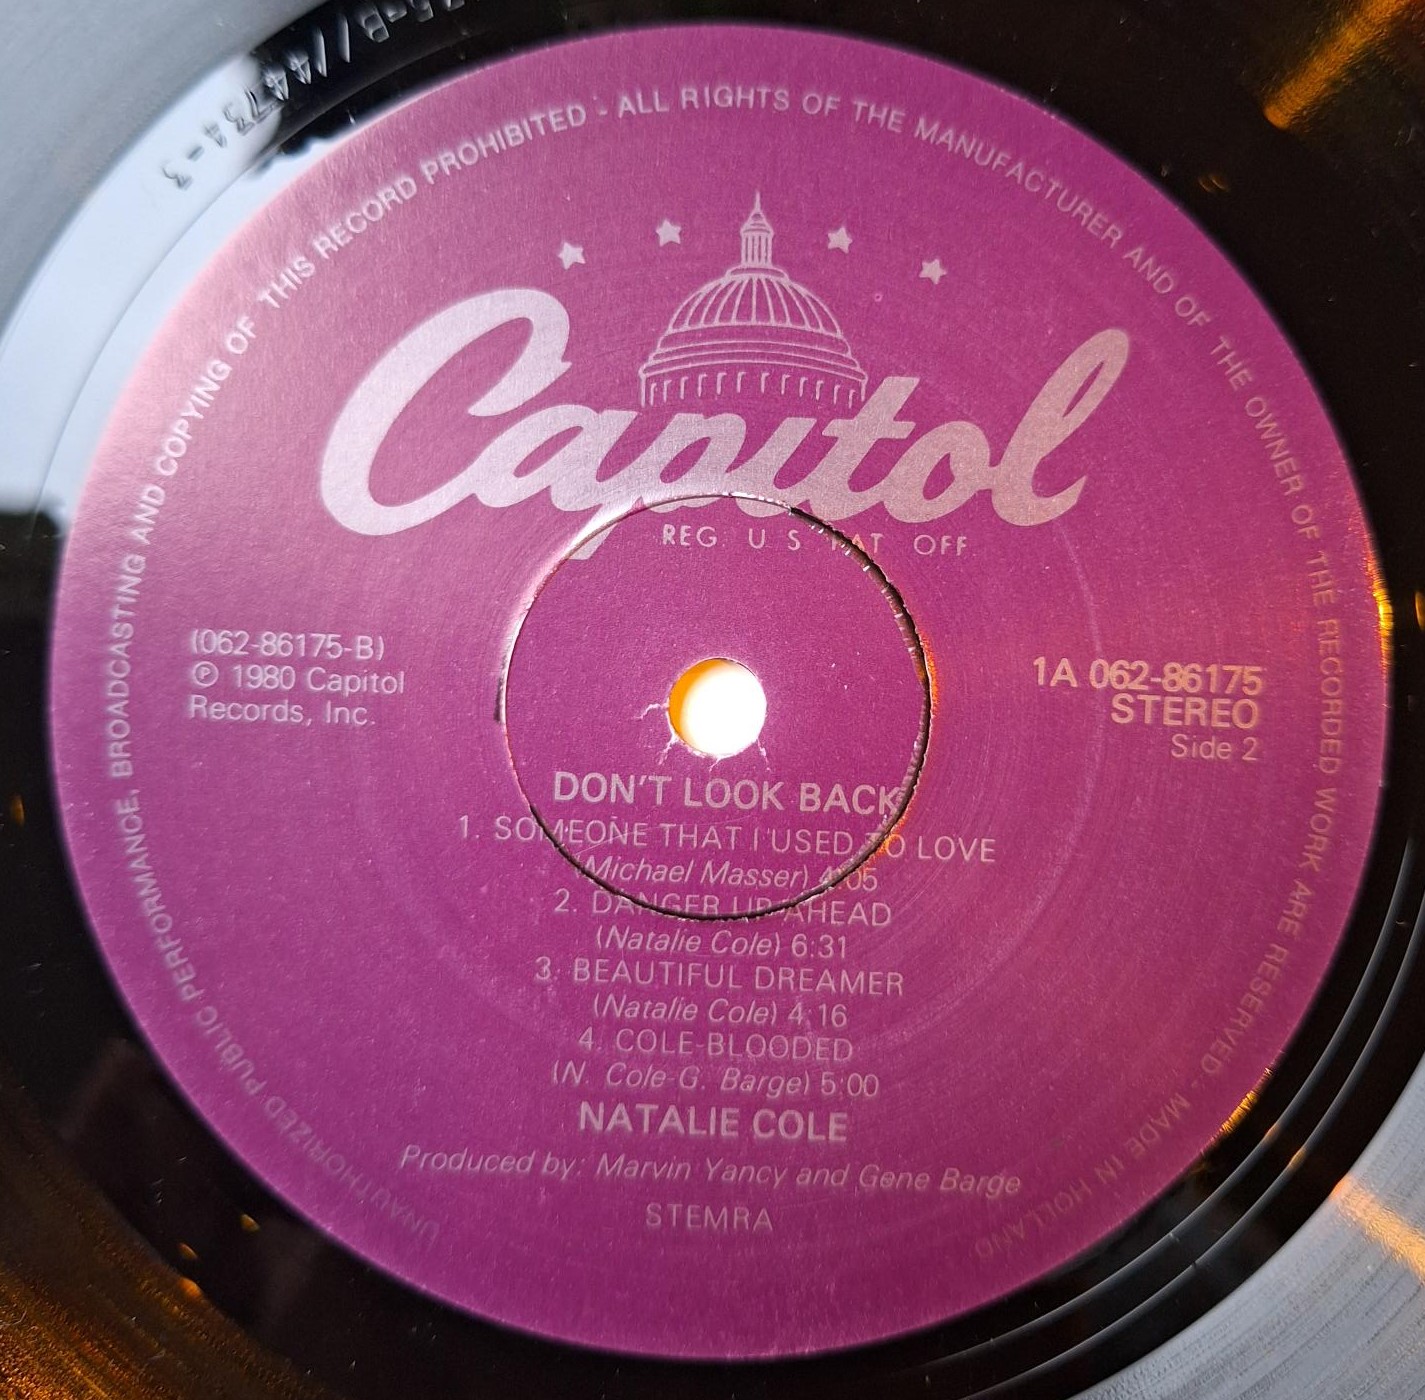 UNAUTHORIZED PUBLIC PERFORMANCE, BROADCASTING AND COPYING OF THIS RECORD PROHIBITED - ALL RIGHTS OF THE MANUFACTURER AND OF THE OWNER OF THE RECORDED WORK ARE RESERVED - MADE IN HOLLAND
Capitol
REG. U S PAT OFF
(062-86175-B)
℗ 1980 Capitol
Records, Inc.
1A 062-86175
STEREO
Side 2
DON'T LOOK BACK
1. SOMEONE THAT I USED TO LOVE
(Michael Masser) 4:05
2. DANGER UP AHEAD
(Natalie Cole) 6:31
3. BEAUTIFUL DREAMER
(Natalie Cole) 4:16
4. COLE-BLOODED
(N. Cole-G. Barge) 5:00
NATALIE COLE
Produced by: Marvin Yancy and Gene Barge
STEMRA